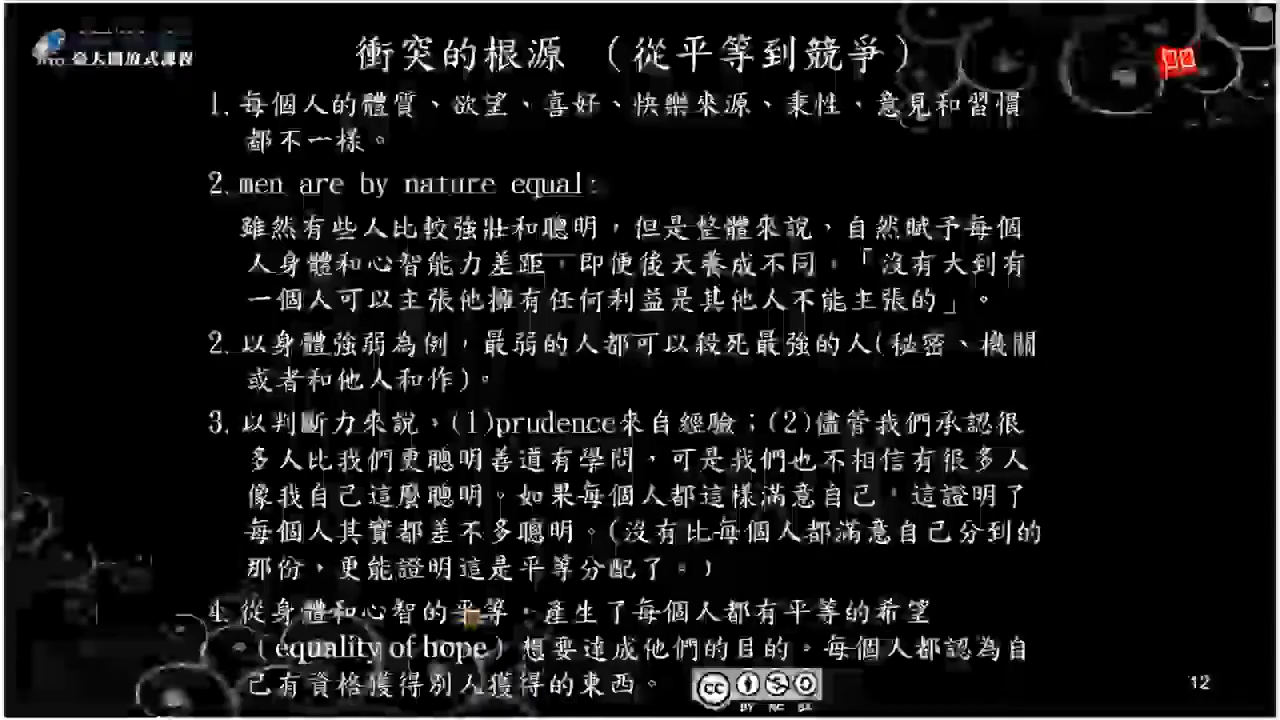 臺大開放式課程
衝突的根源 （從平等到競爭）
1. 每個人的體質、欲望、喜好、快樂來源、秉性、意見和習慣
都不一樣。
2. men are by nature equal:
雖然有些人比較強壯和聰明，但是整體來說，自然賦予每個
人身體和心智能力差距，即便後天養成不同，「沒有大到有
一個人可以主張他擁有任何利益是其他人不能主張的」。
2. 以身體強弱為例，最弱的人都可以殺死最強的人(秘密、機關
或者和他人和作)。
3. 以判斷力來說，(1)prudence來自經驗；(2)儘管我們承認很
多人比我們更聰明善道有學問，可是我們也不相信有很多人
像我自己這麼聰明。如果每個人都這樣滿意自己，這證明了
每個人其實都差不多聰明。(沒有比每個人都滿意自己分到的
那份，更能證明這是平等分配了。)
4. 從身體和心智的平等，產生了每個人都有平等的希望
（equality of hope）想要達成他們的目的。每個人都認為自
己有資格獲得別人獲得的東西。
cc
BY NC SA
12